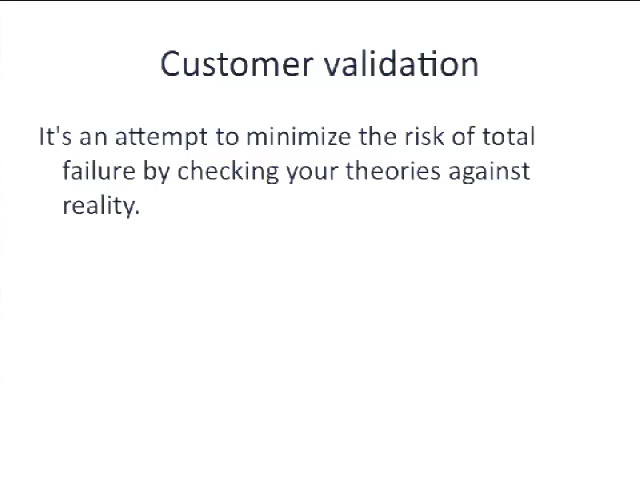 Customer validation
It's an attempt to minimize the risk of total
failure by checking your theories against
reality.